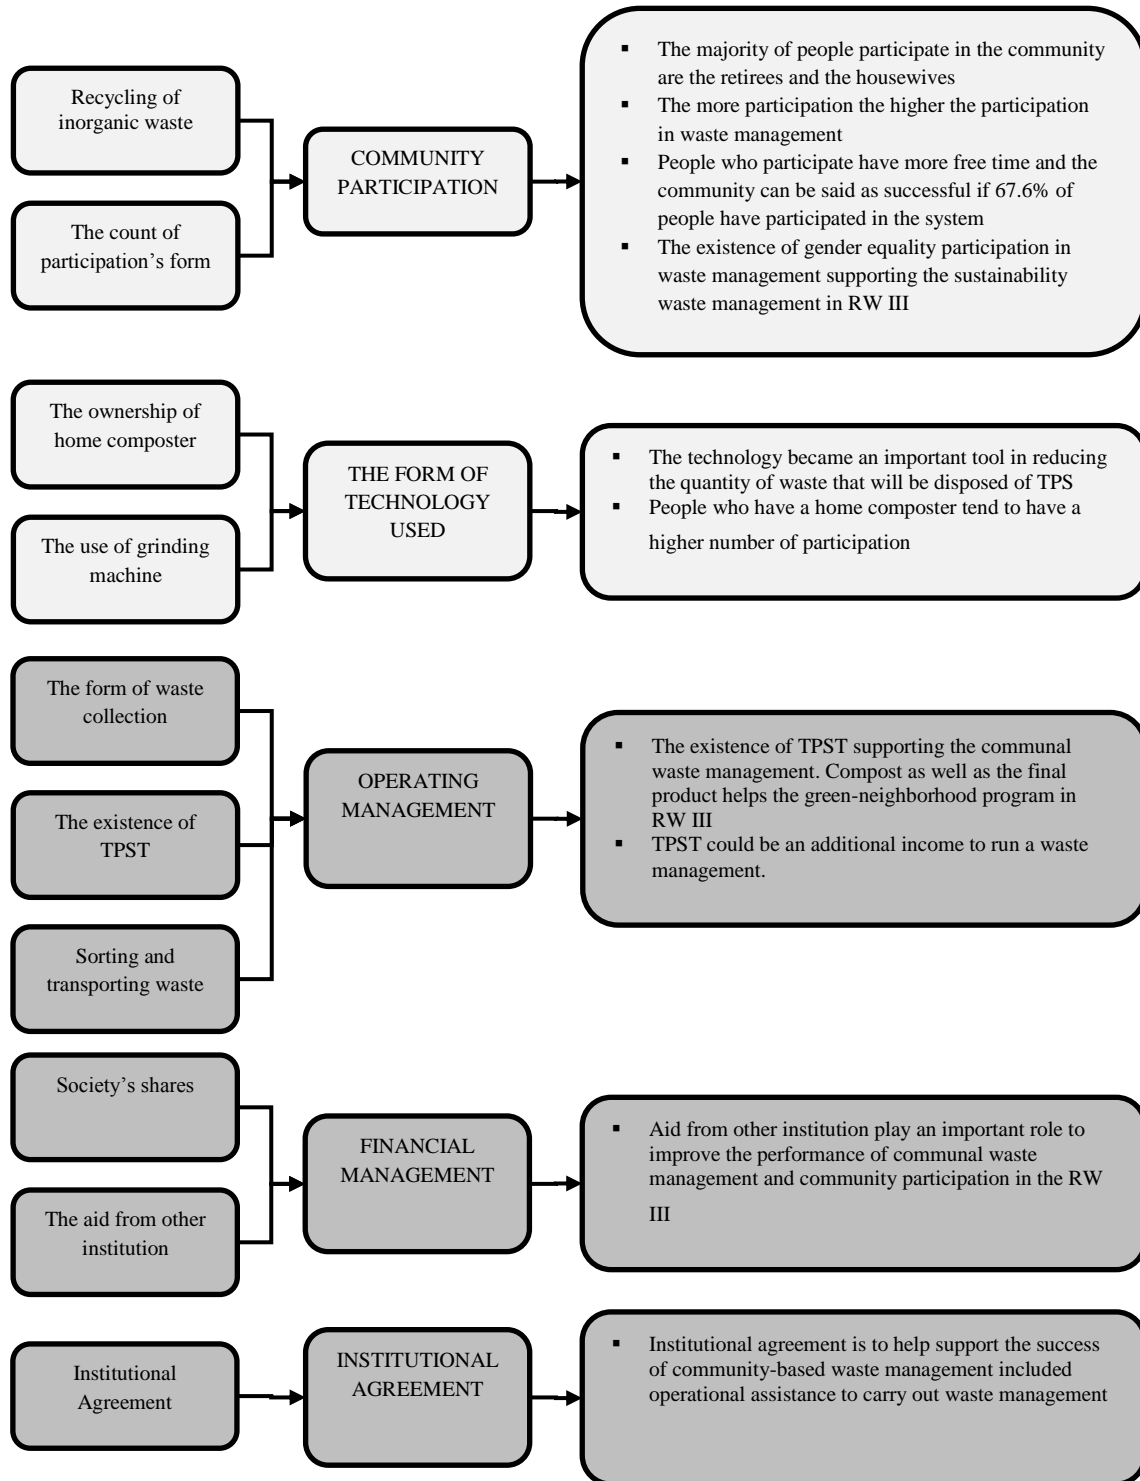 Recycling of
inorganic waste
The count of
participation's form
COMMUNITY
PARTICIPATION
▪ The majority of people participate in the community
are the retirees and the housewives
▪ The more participation the higher the participation
in waste management
▪ People who participate have more free time and the
community can be said as successful if 67.6% of
people have participated in the system
▪ The existence of gender equality participation in
waste management supporting the sustainability
waste management in RW III
The ownership of
home composter
The use of grinding
machine
THE FORM OF
TECHNOLOGY
USED
▪ The technology became an important tool in reducing
the quantity of waste that will be disposed of TPS
▪ People who have a home composter tend to have a
higher number of participation
The form of waste
collection
The existence of
TPST
Sorting and
transporting waste
OPERATING
MANAGEMENT
▪ The existence of TPST supporting the communal
waste management. Compost as well as the final
product helps the green-neighborhood program in
RW III
▪ TPST could be an additional income to run a waste
management.
Society's shares
The aid from other
institution
FINANCIAL
MANAGEMENT
▪ Aid from other institution play an important role to
improve the performance of communal waste
management and community participation in the RW
III
Institutional
Agreement
INSTITUTIONAL
AGREEMENT
▪ Institutional agreement is to help support the success
of community-based waste management included
operational assistance to carry out waste management